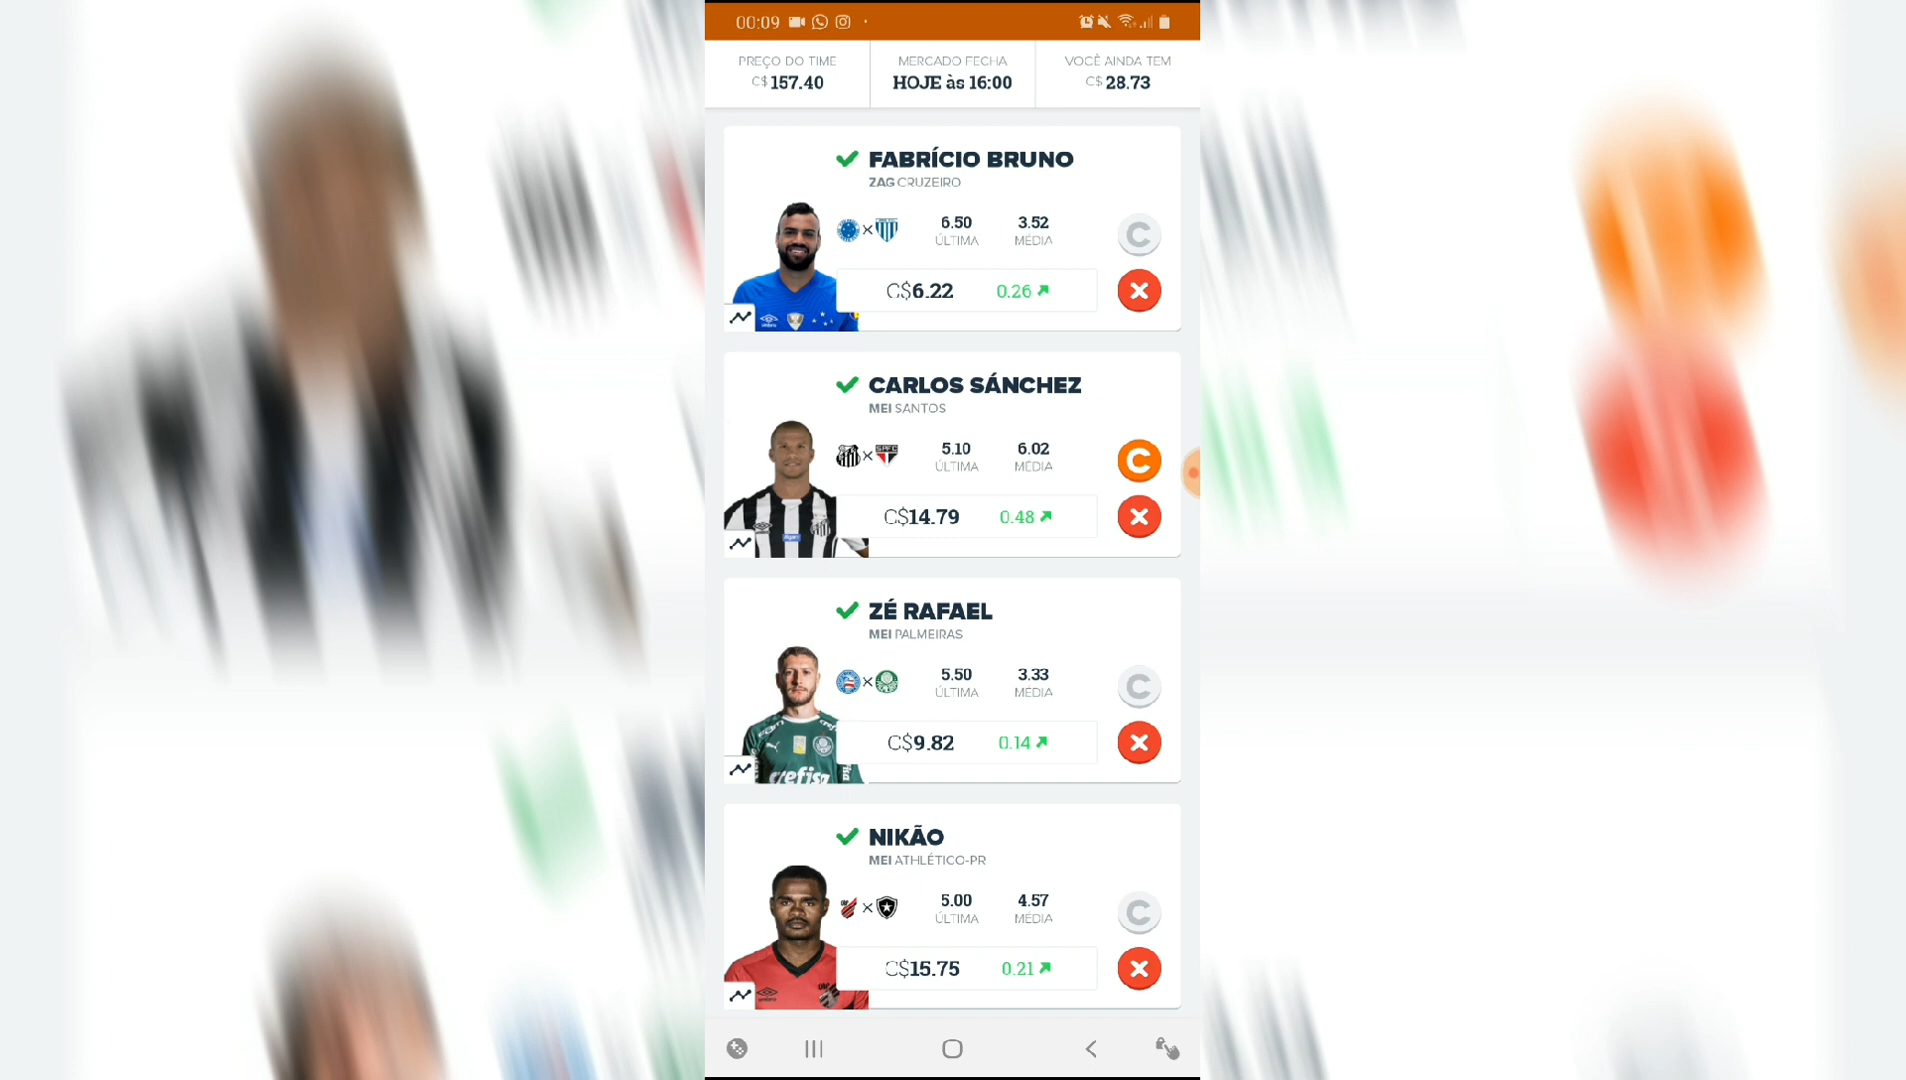 00:09
PREÇO DO TIME
C$ 157.40
MERCADO FECHA
HOJE às 16:00
VOCÊ AINDA TEM
C$ 28.73
FABRÍCIO BRUNO
ZAG CRUZEIRO
6.50
ÚLTIMA
3.52
MÉDIA
C
C$6.22
0.26
CARLOS SÁNCHEZ
MEI SANTOS
SPFC
5.10
ÚLTIMA
6.02
MÉDIA
C
C$14.79
0.48
ZÉ RAFAEL
MEI PALMEIRAS
5.50
ÚLTIMA
3.33
MÉDIA
C
C$9.82
0.14
crefisa
NIKÃO
MEI ATHLÉTICO-PR
5.00
ÚLTIMA
4.57
MÉDIA
C
C$15.75
0.21